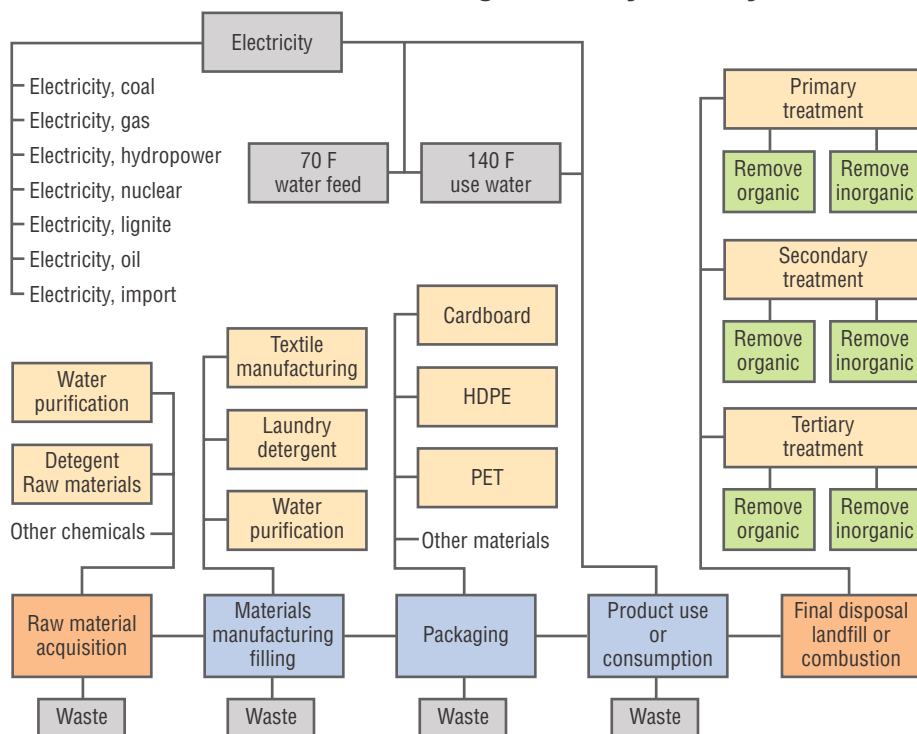 Electricity
Electricity, coal
Electricity, gas
Electricity, hydropower
Electricity, nuclear
Electricity, lignite
Electricity, oil
Electricity, import
70 F
water feed
140 F
use water
Primary
treatment
Remove
organic
Remove
inorganic
Secondary
treatment
Remove
organic
Remove
inorganic
Tertiary
treatment
Remove
organic
Remove
inorganic
Water
purification
Detegent
Raw materials
Other chemicals
Textile
manufacturing
Laundry
detergent
Water
purification
Cardboard
HDPE
PET
Other materials
Raw material
acquisition
Materials
manufacturing
filling
Packaging
Product use
or
consumption
Final disposal
landfill or
combustion
Waste
Waste
Waste
Waste